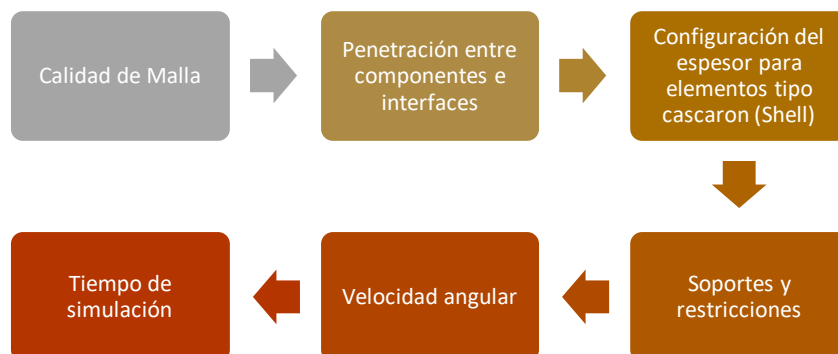 Calidad de Malla
Penetración entre
componentes e
interfaces
Configuración del
espesor para
elementos tipo
cascaron (Shell)
Soportes y
restricciones
Velocidad angular
Tiempo de
simulación